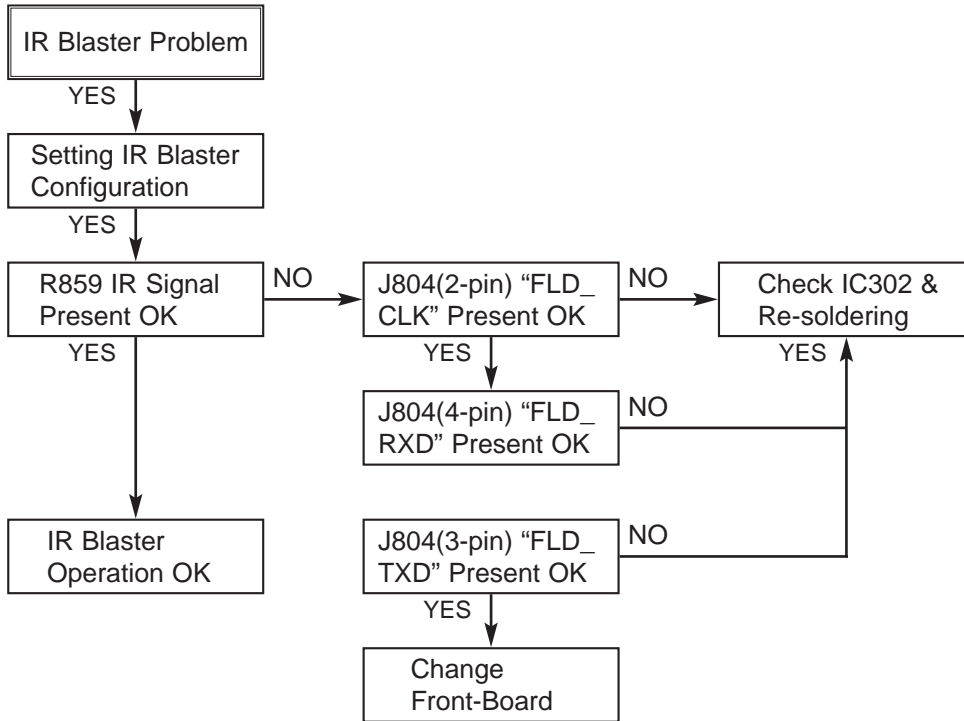 IR Blaster Problem
YES
Setting IR Blaster
Configuration
YES
R859 IR Signal
Present OK
NO
J804(2-pin) “FLD_
CLK” Present OK
NO
Check IC302 &
Re-soldering
YES
YES
YES
J804(4-pin) “FLD_
RXD” Present OK
NO
IR Blaster
Operation OK
J804(3-pin) “FLD_
TXD” Present OK
NO
YES
Change
Front-Board